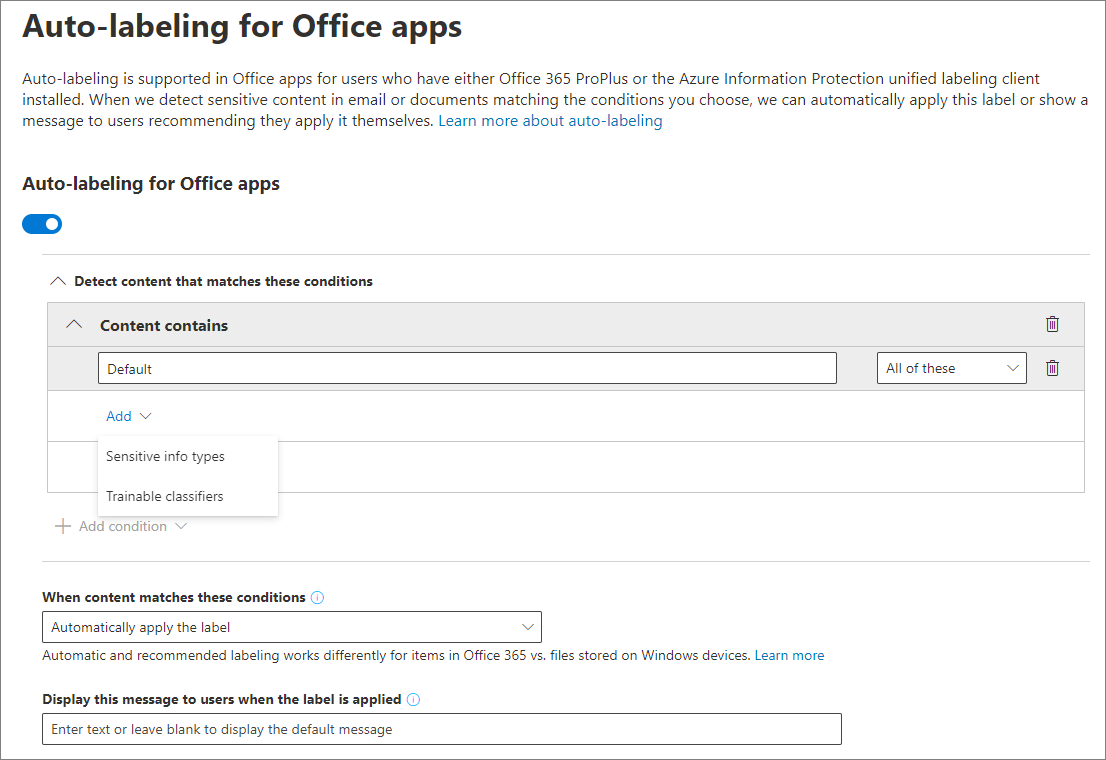 Auto-labeling for Office apps
Auto-labeling is supported in Office apps for users who have either Office 365 ProPlus or the Azure Information Protection unified labeling client
installed. When we detect sensitive content in email or documents matching the conditions you choose, we can automatically apply this label or show a
message to users recommending they apply it themselves. Learn more about auto-labeling
Auto-labeling for Office apps
Detect content that matches these conditions
Content contains
Default All of these
Add
Sensitive info types
Trainable classifiers
Add condition
When content matches these conditions
Automatically apply the label
Automatic and recommended labeling works differently for items in Office 365 vs. files stored on Windows devices. Learn more
Display this message to users when the label is applied
Enter text or leave blank to display the default message